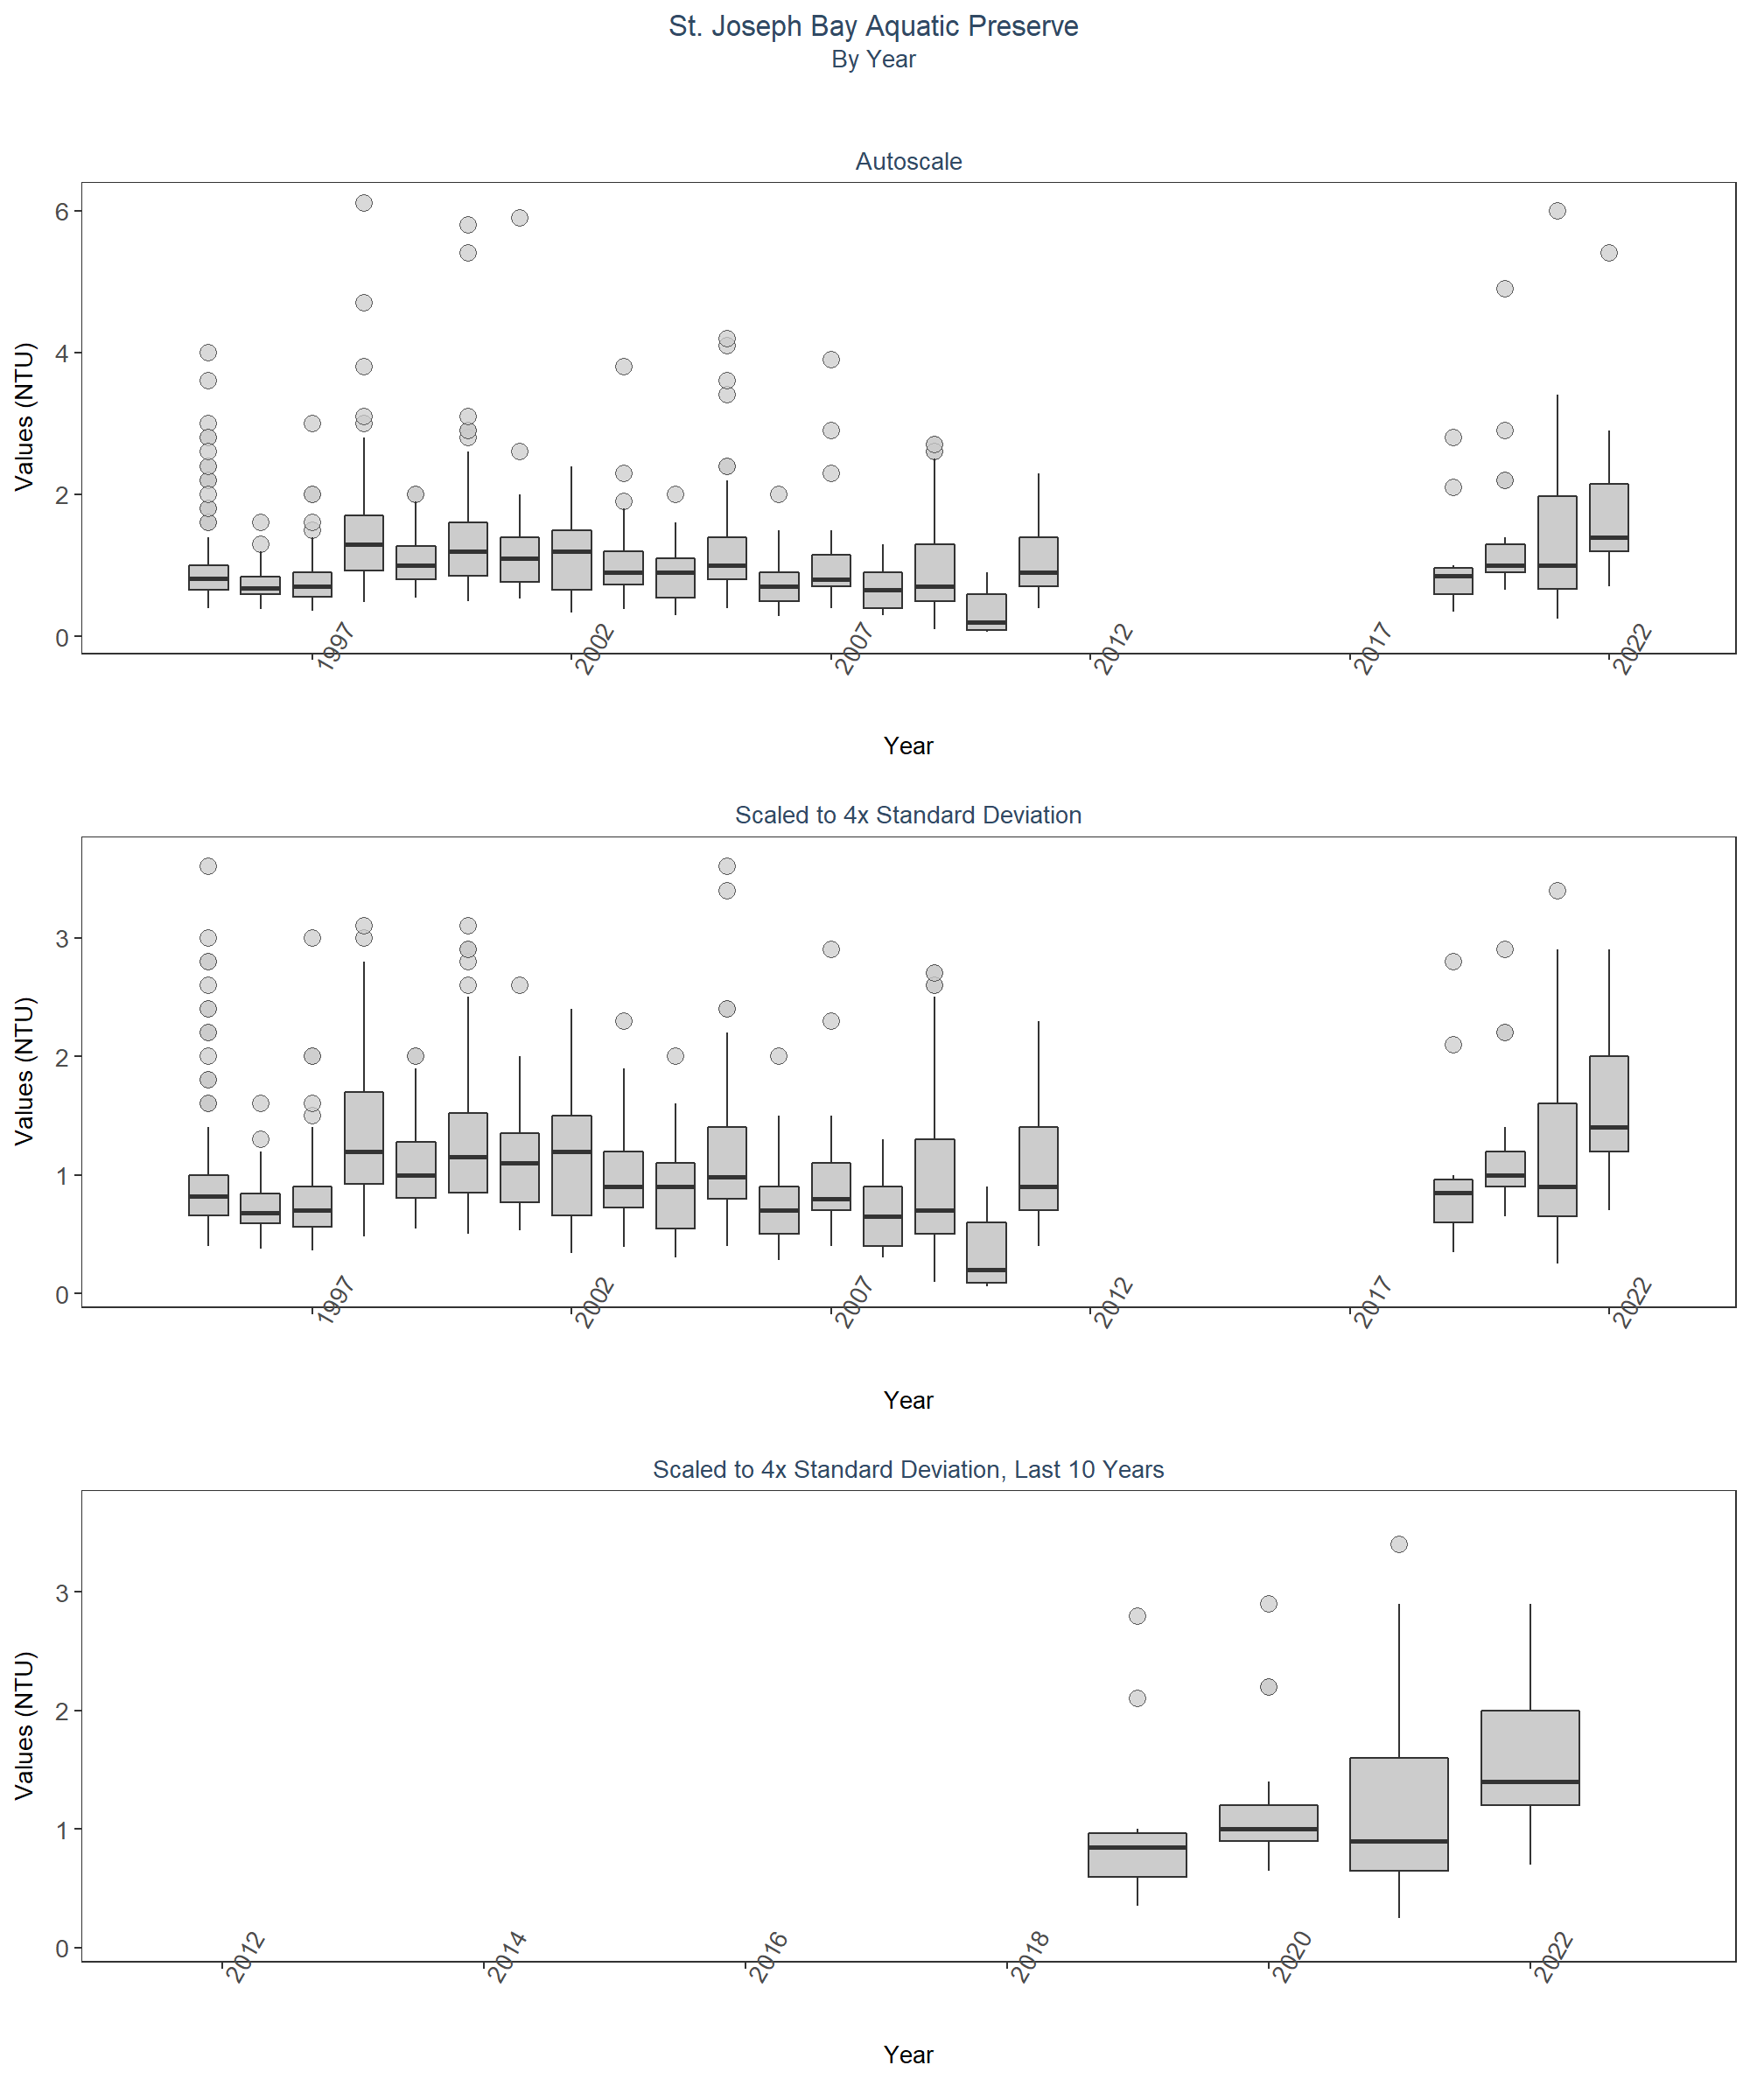 St. Joseph Bay Aquatic Preserve
By Year
Autoscale
Values (NTU)
6
4
2
0
1997 2002 2007 2012 2017 2022
Year
Scaled to 4x Standard Deviation
Values (NTU)
3
2
1
0
1997 2002 2007 2012 2017 2022
Year
Scaled to 4x Standard Deviation, Last 10 Years
Values (NTU)
3
2
1
0
2012 2014 2016 2018 2020 2022
Year